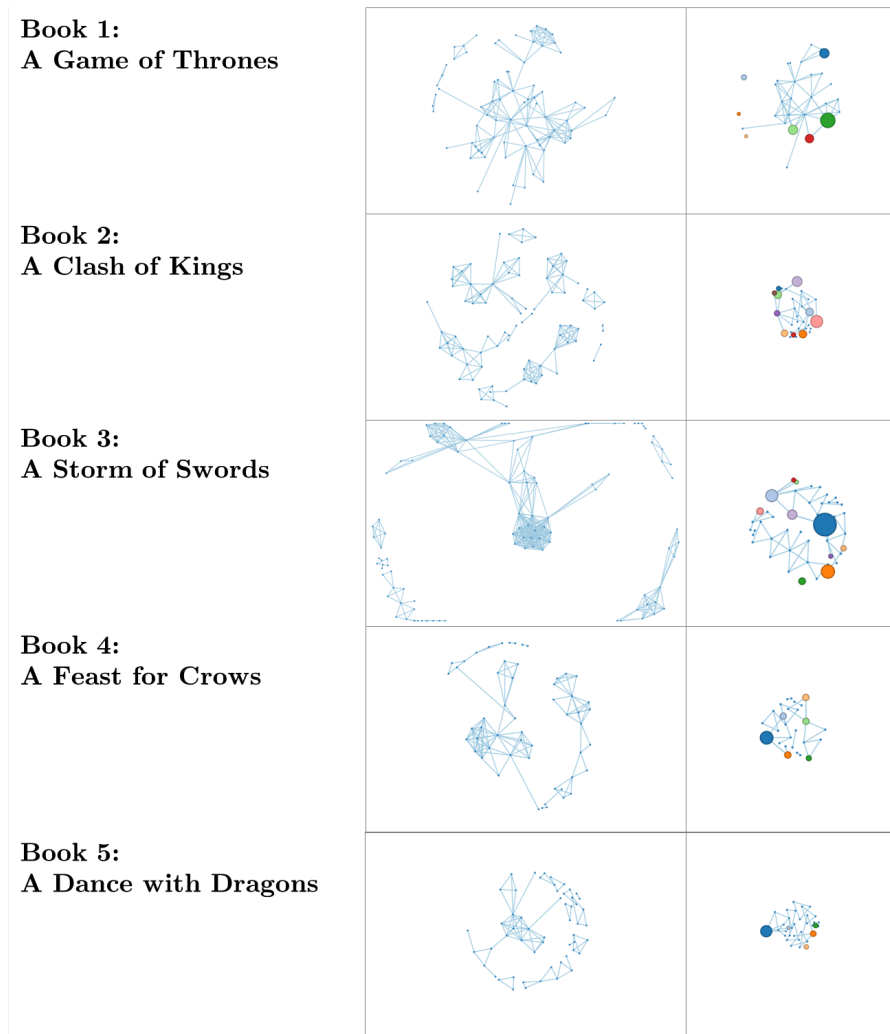 Book 1:
A Game of Thrones
Book 2:
A Clash of Kings
Book 3:
A Storm of Swords
Book 4:
A Feast for Crows
Book 5:
A Dance with Dragons